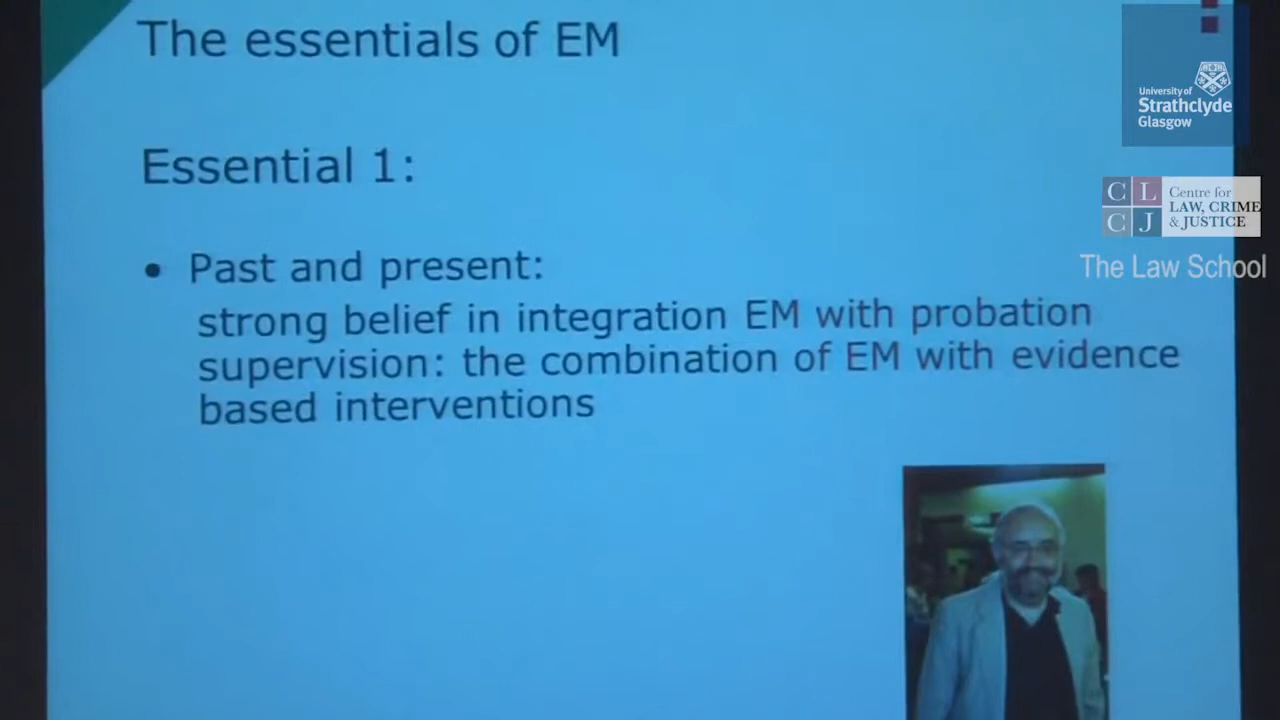 The essentials of EM
Essential 1:
• Past and present:
strong belief in integration EM with probation
supervision: the combination of EM with evidence
based interventions
University of
Strathclyde
Glasgow
C L
C J
Centre for
LAW, CRIME
& JUSTICE
The Law School